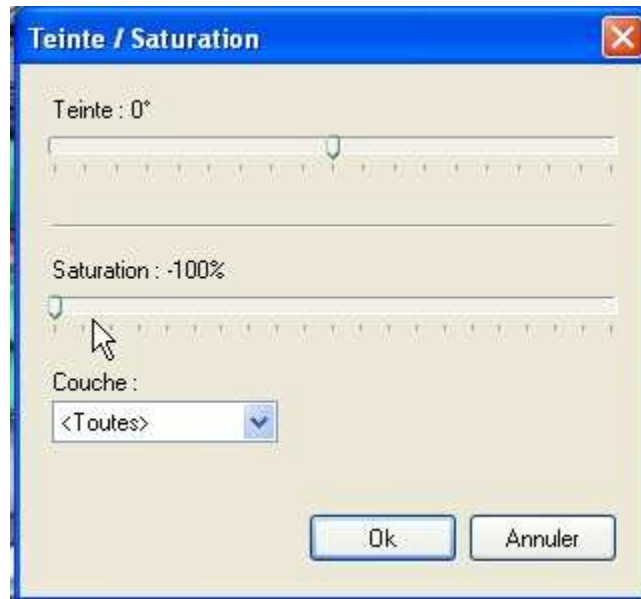 Teinte / Saturation
Teinte : 0°
Saturation : -100%
Couche :
<Toutes>
Ok
Annuler